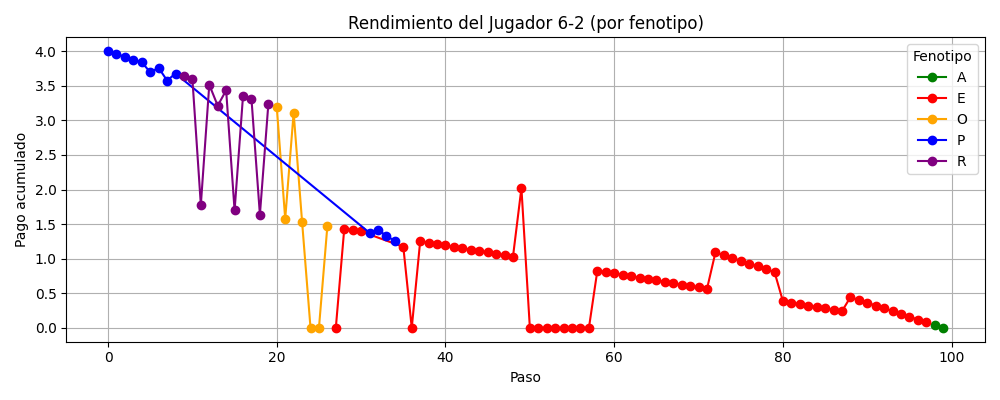 Rendimiento del Jugador 6-2 (por fenotipo)
Pago acumulado
4.0
3.5
3.0
2.5
2.0
1.5
1.0
0.5
0.0
Fenotipo
A
E
O
P
R
0 20 40 60 80 100
Paso